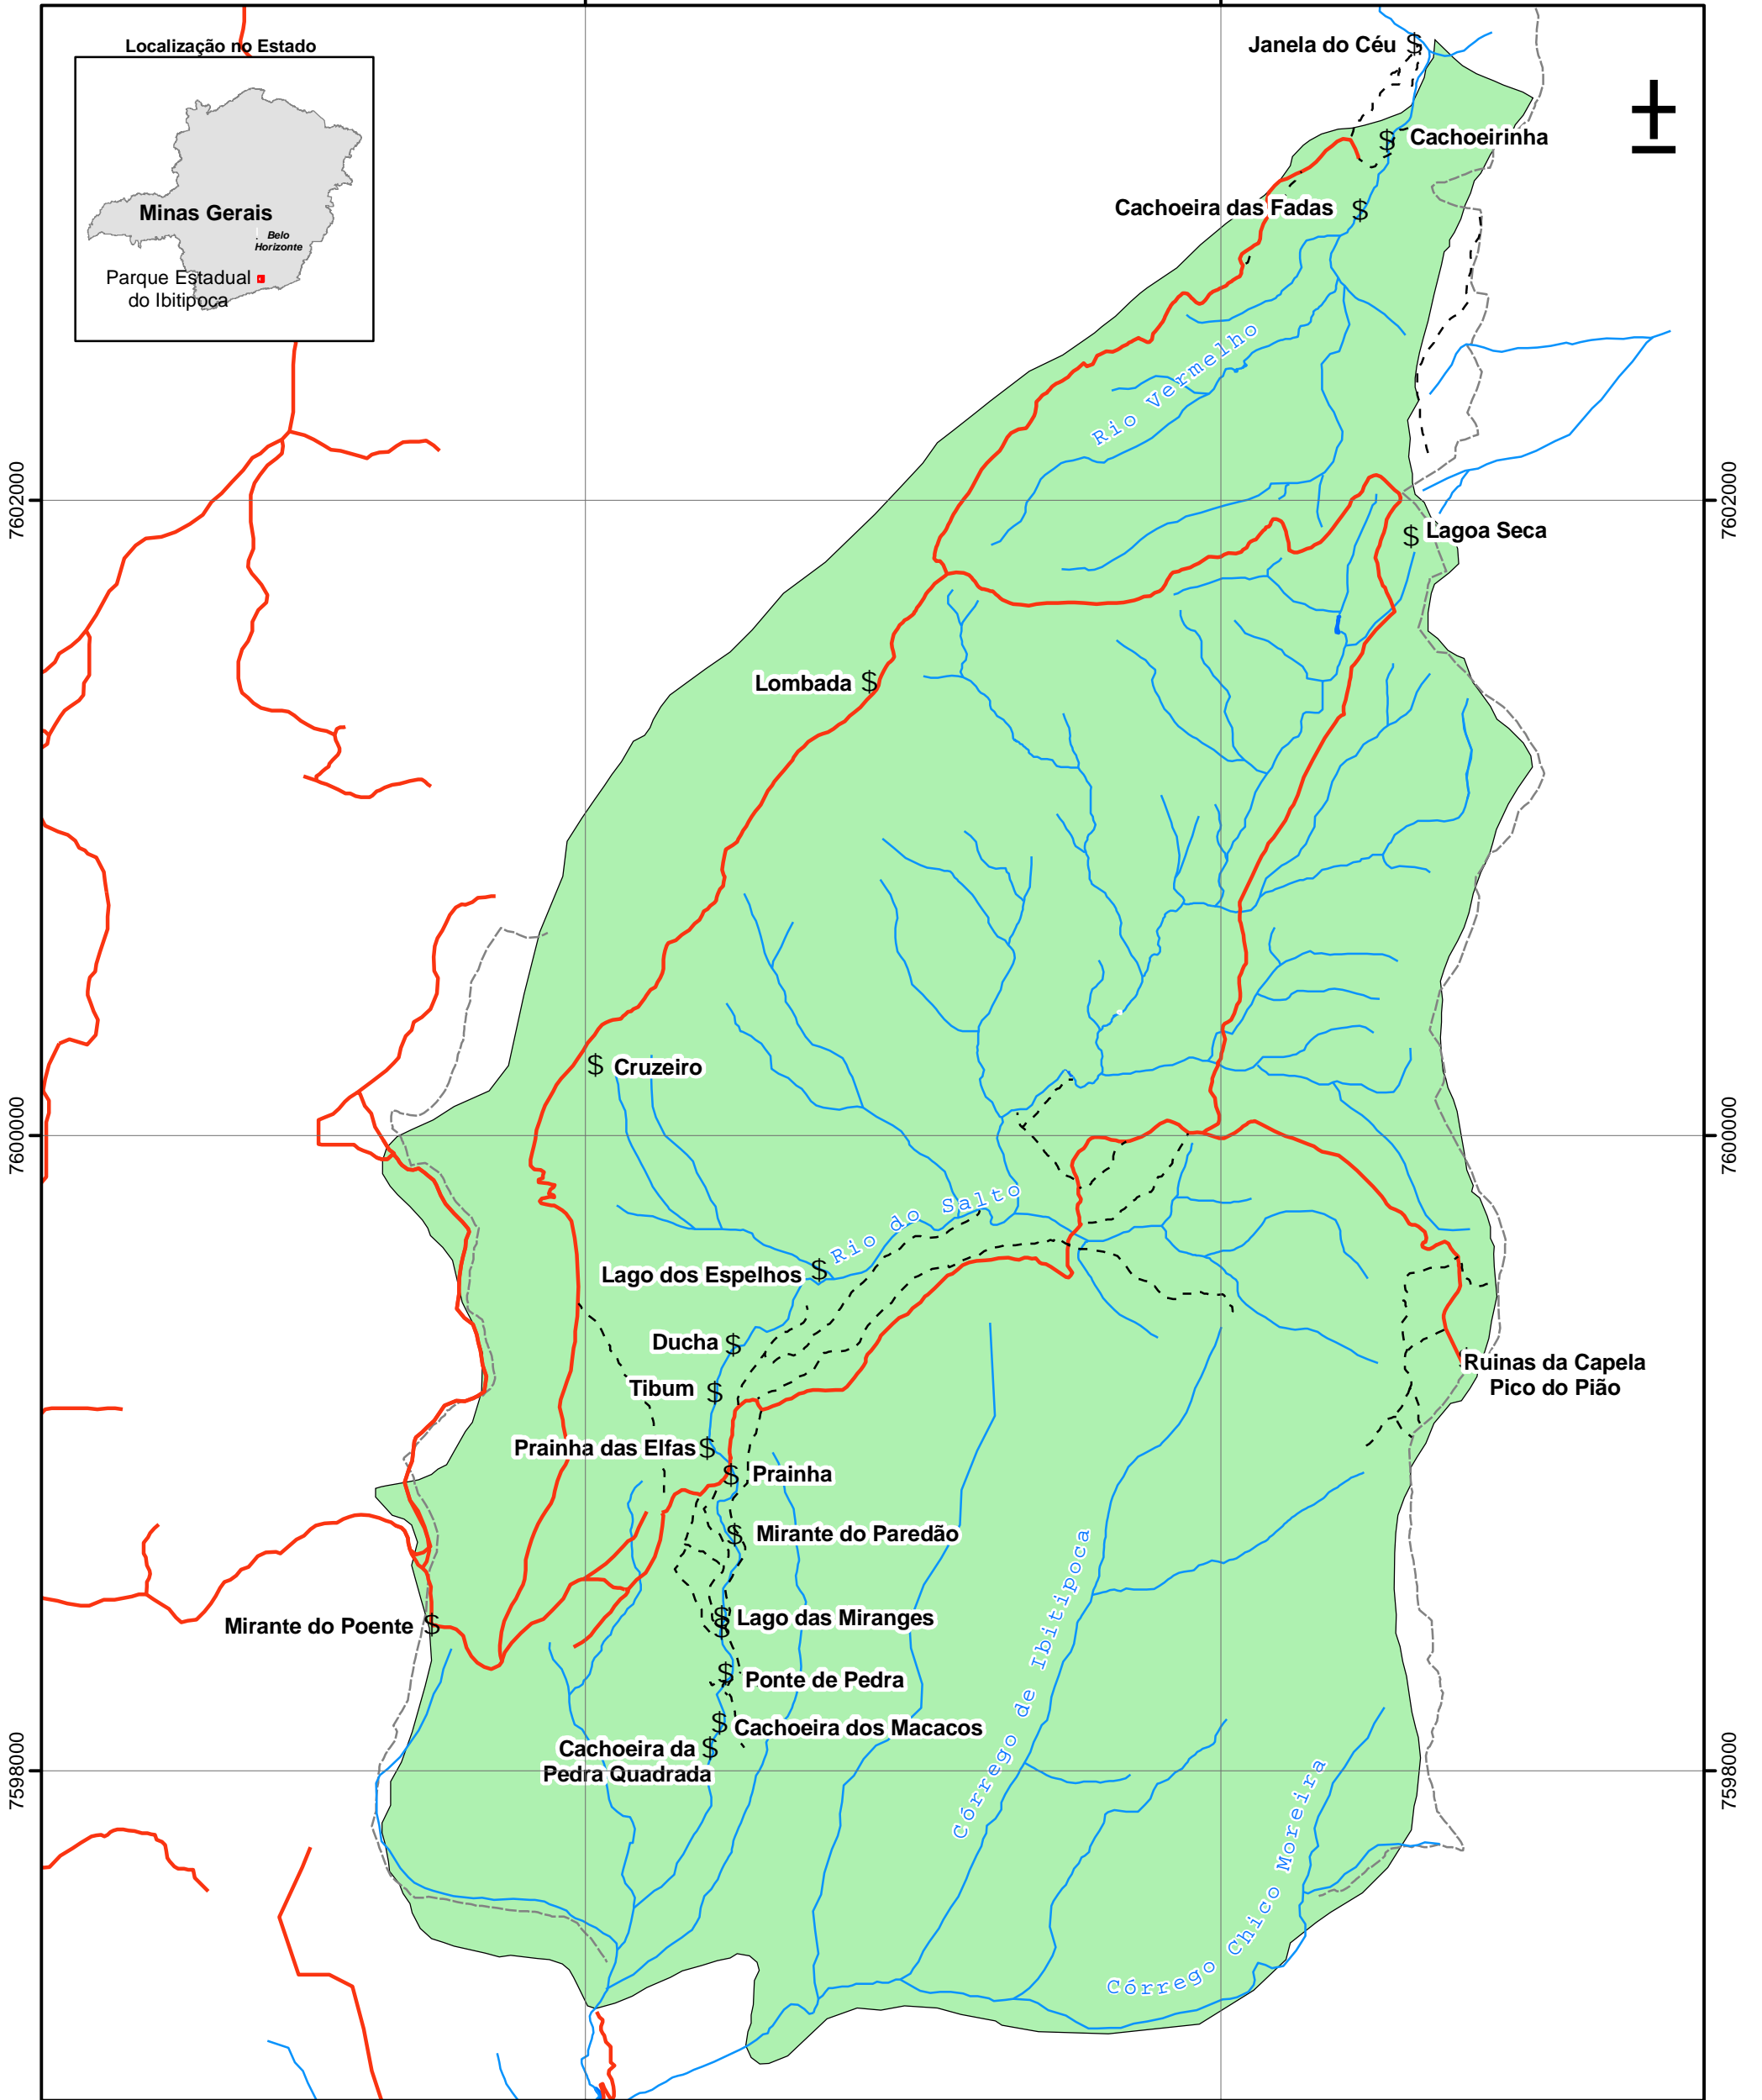 Localização no Estado
Minas Gerais
Belo
Horizonte
Parque Estadual
do Ibitipoca
Janela do Céu
Cachoeirinha
Cachoeira das Fadas
Rio Vermelho
7602000
7602000
Lagoa Seca
Lombada
Cruzeiro
7600000
7600000
Rio do Salto
Lago dos Espelhos
Ducha
Ruinas da Capela
Pico do Pião
Tibum
Prainha das Elfas
Prainha
Mirante do Paredão
Lago das Miranges
Mirante do Poente
Ponte de Pedra
Cachoeira dos Macacos
Cachoeira da
Pedra Quadrada
Córrego de Ibitipoca
7598000
7598000
Córrego Chico Moreira